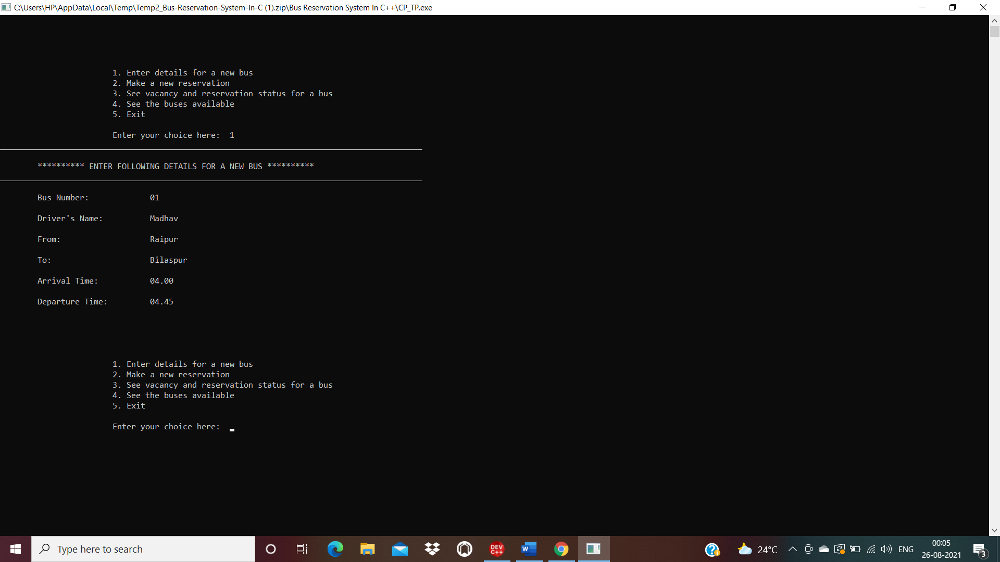 C:\Users\HP\AppData\Local\Temp\Temp2_Bus-Reservation-System-In-C (1).zip\Bus Reservation System In C++\CP_TP.exe
1. Enter details for a new bus
2. Make a new reservation
3. See vacancy and reservation status for a bus
4. See the buses available
5. Exit
Enter your choice here:  1
********** ENTER FOLLOWING DETAILS FOR A NEW BUS **********
Bus Number: 01
Driver's Name: Madhav
From: Raipur
To: Bilaspur
Arrival Time: 04.00
Departure Time: 04.45
1. Enter details for a new bus
2. Make a new reservation
3. See vacancy and reservation status for a bus
4. See the buses available
5. Exit
Enter your choice here:
Type here to search
DEV
C++
W
24°C
ENG
00:05
26-08-2021
3